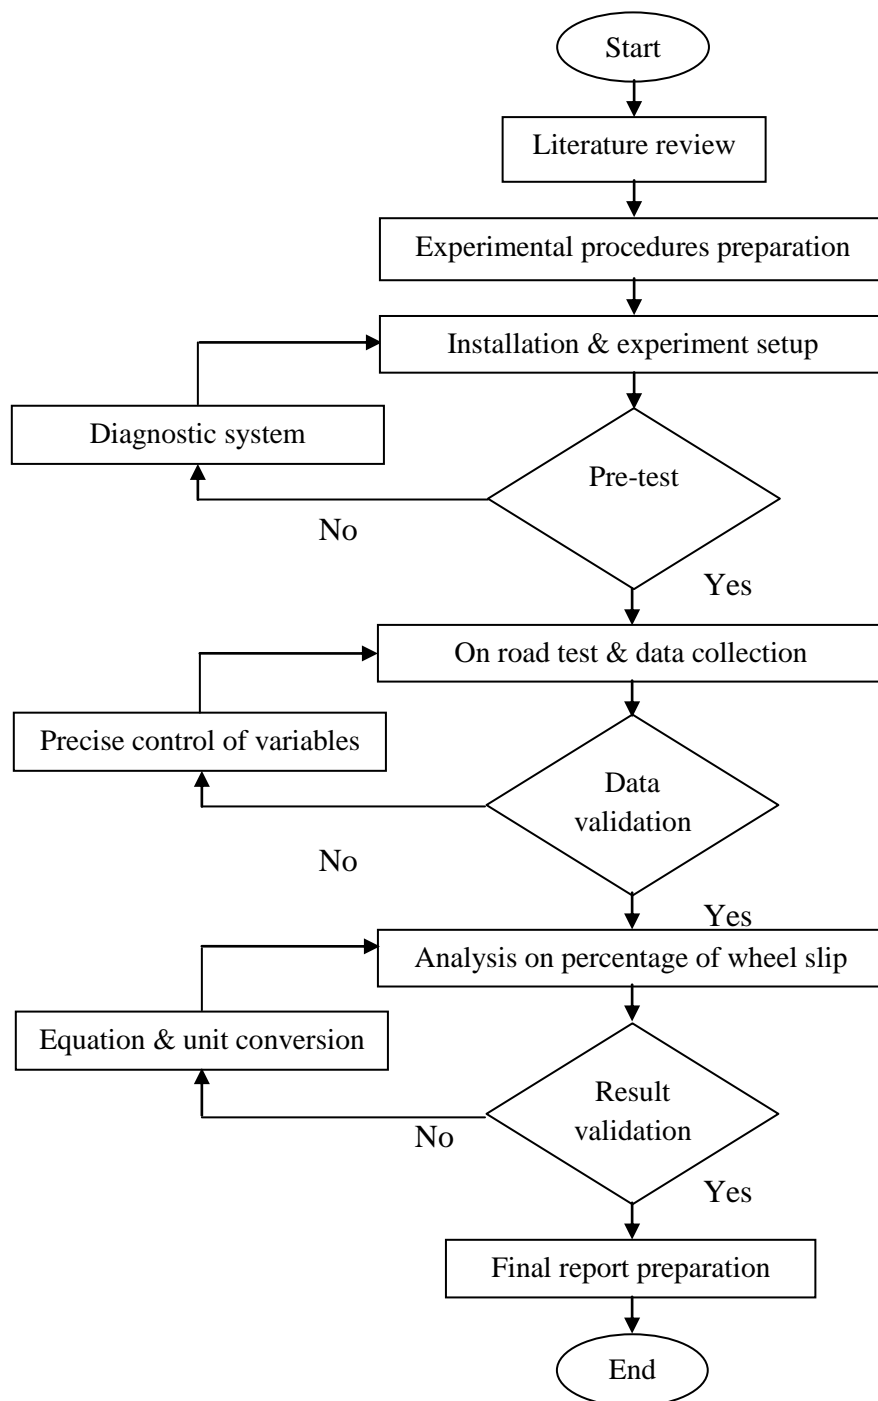 Start
Literature review
Experimental procedures preparation
Installation & experiment setup
Diagnostic system
Pre-test
No
Yes
On road test & data collection
Precise control of variables
Data
validation
No
Yes
Analysis on percentage of wheel slip
Equation & unit conversion
Result
validation
No
Yes
Final report preparation
End